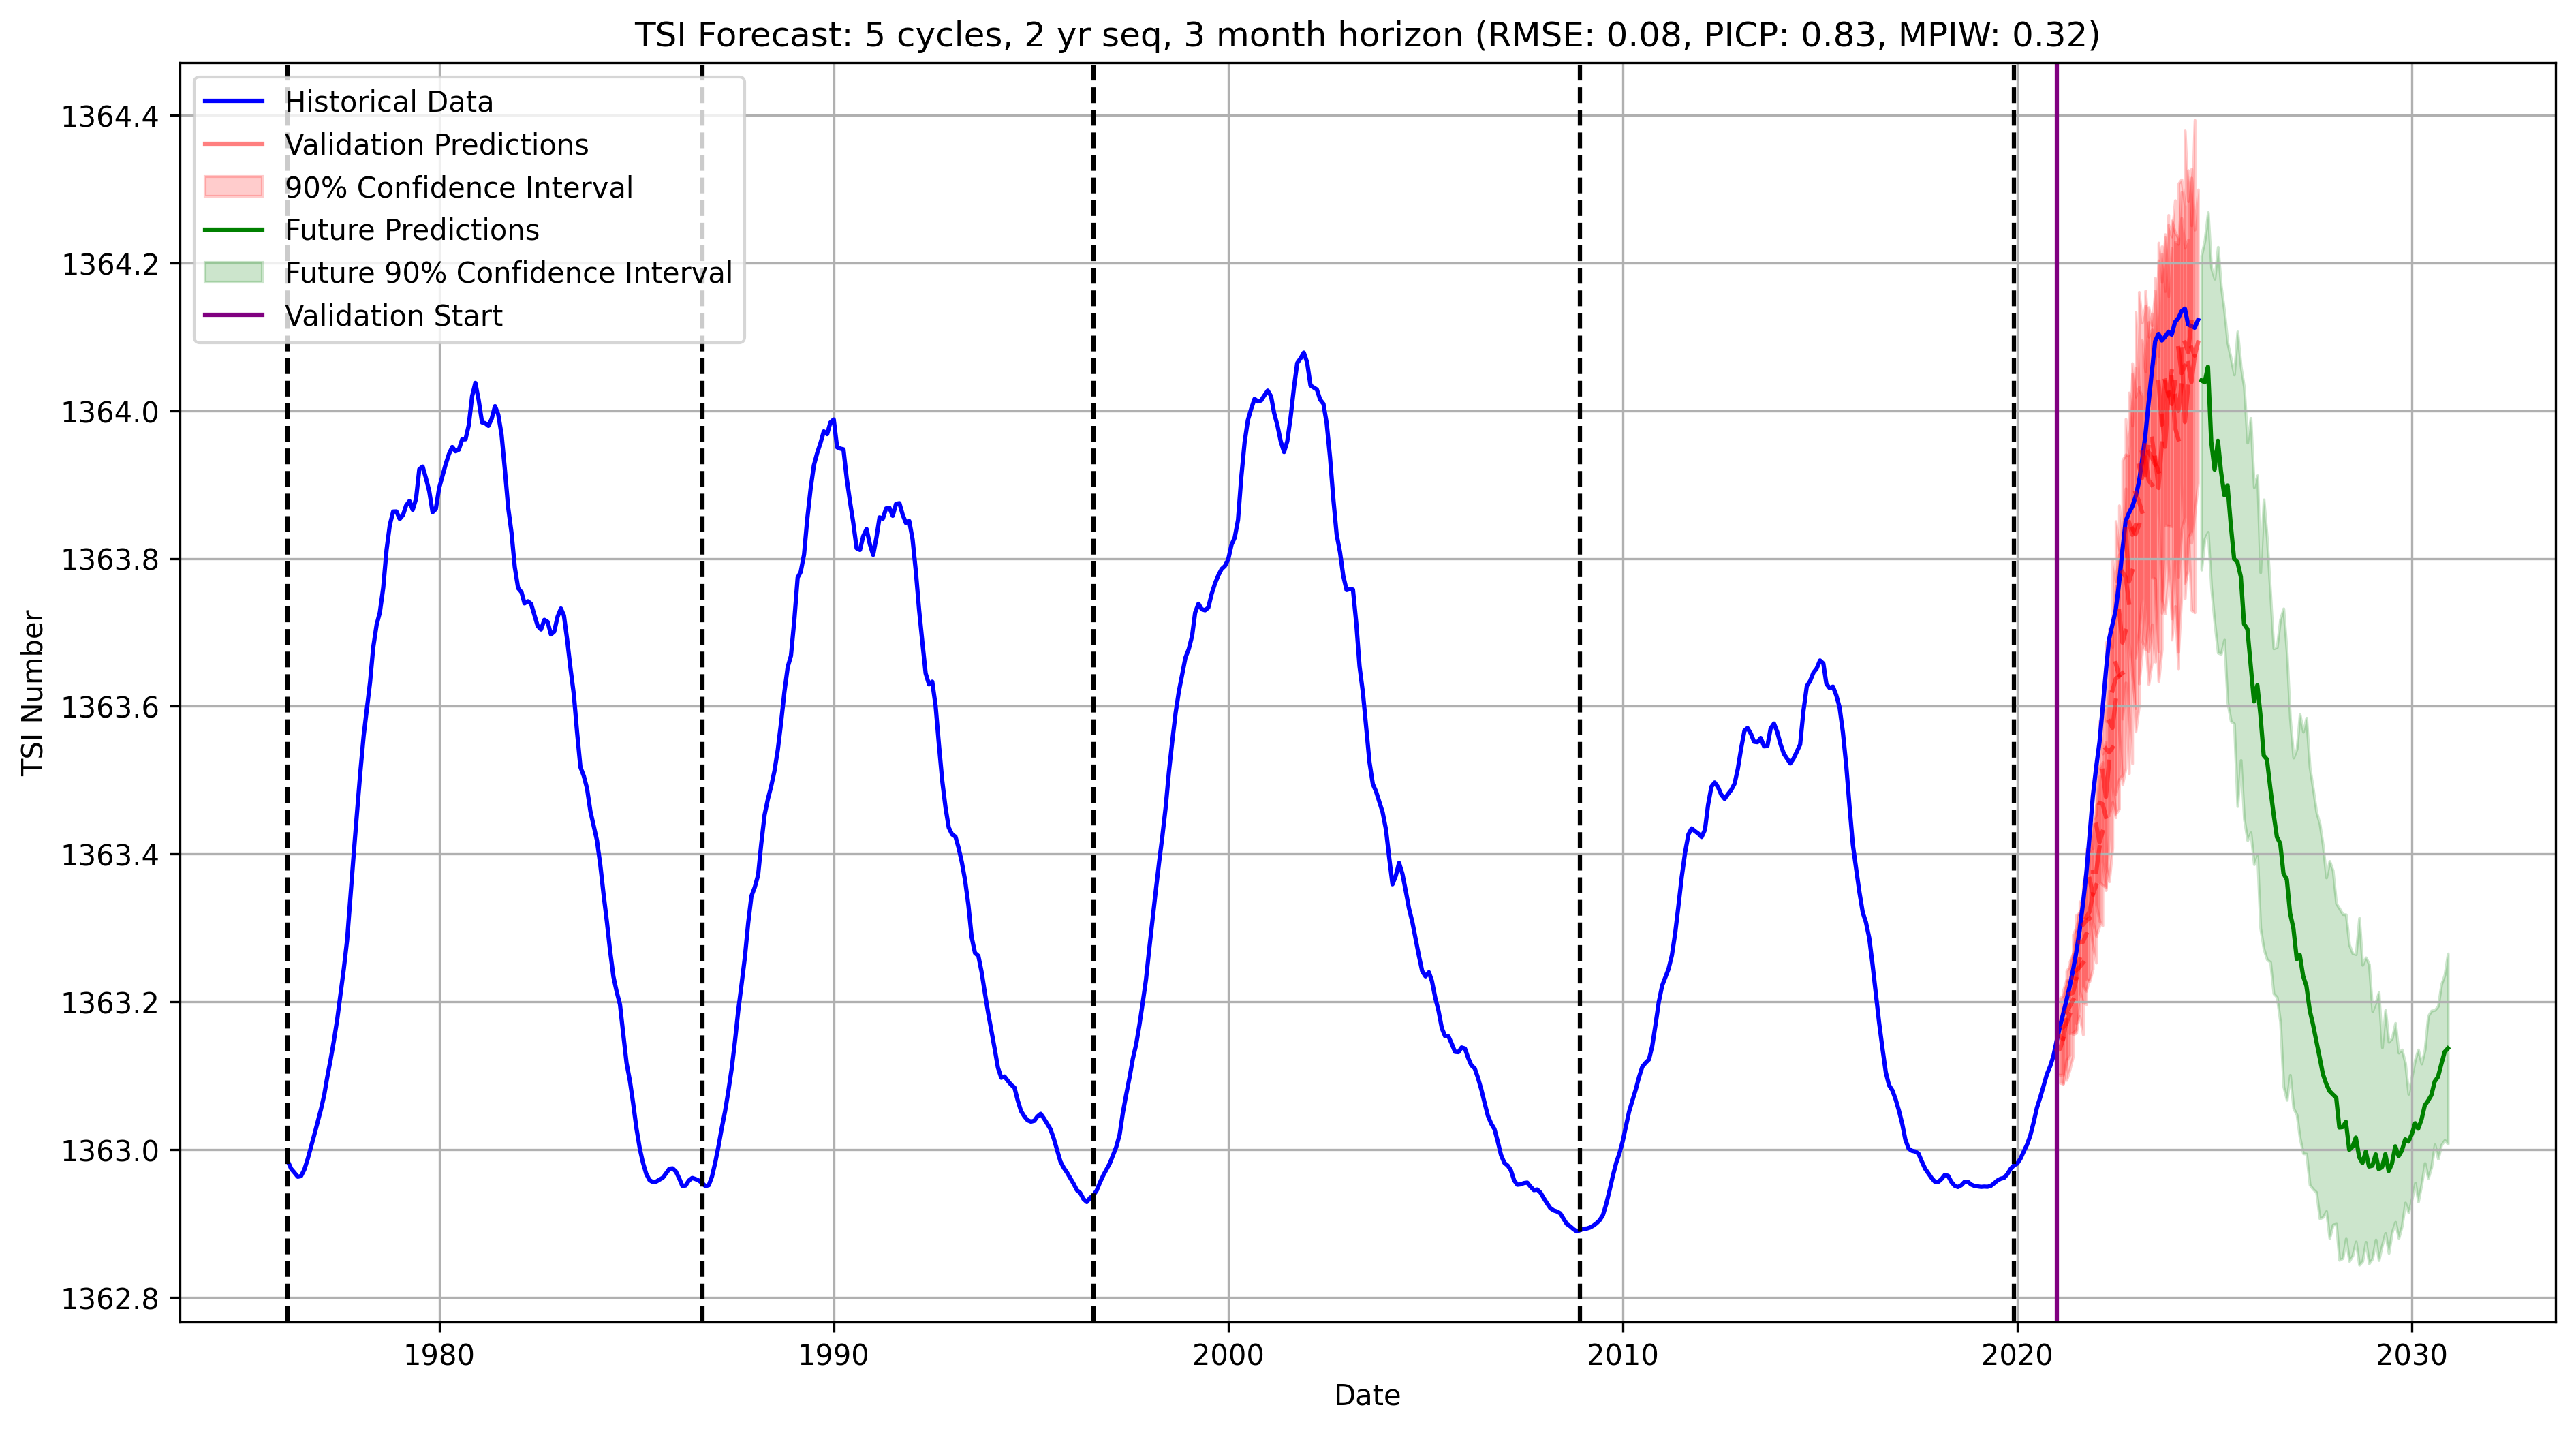 TSI Forecast: 5 cycles, 2 yr seq, 3 month horizon (RMSE: 0.08, PICP: 0.83, MPIW: 0.32)
Historical Data
Validation Predictions
90% Confidence Interval
Future Predictions
Future 90% Confidence Interval
Validation Start
TSI Number
1364.4
1364.2
1364.0
1363.8
1363.6
1363.4
1363.2
1363.0
1362.8
1980
1990
2000
2010
2020
2030
Date